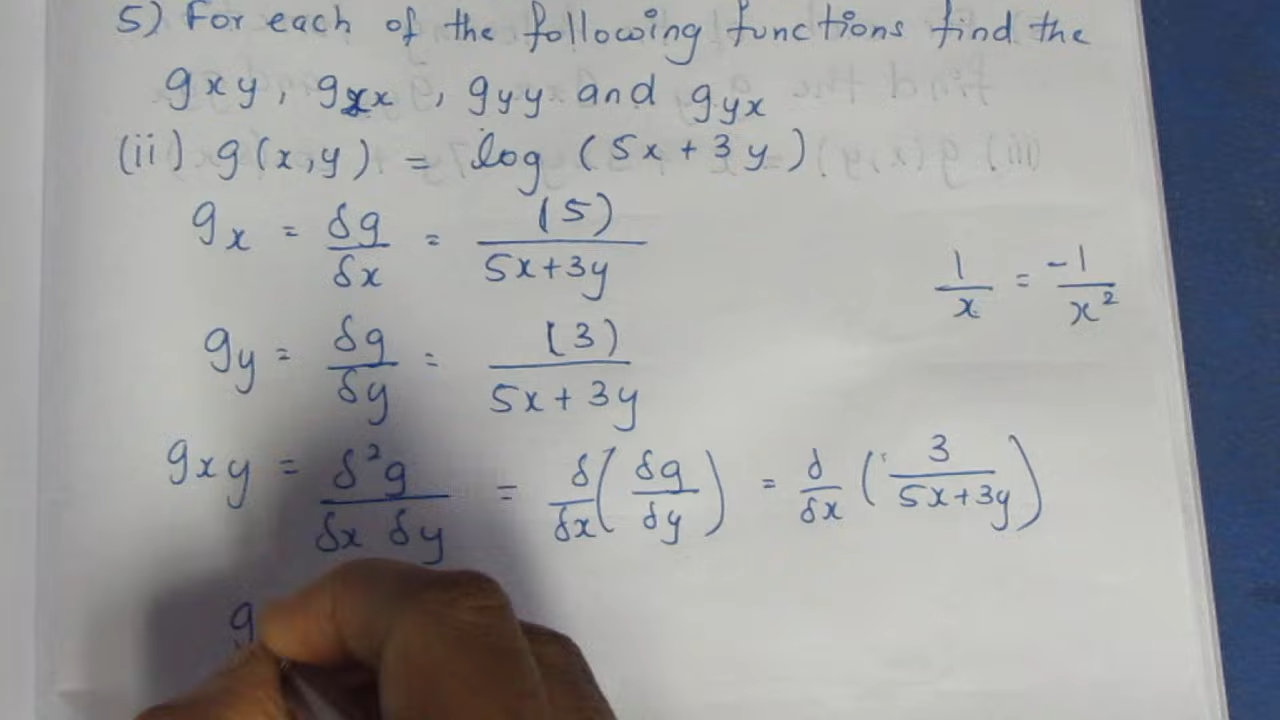 5) For each of the following functions find the
gxy, gxx, gyy and gyx
(ii) g(x,y) = log (5x+3y)
gx = δg/δx = (5)/5x+3y
1/x = -1/x²
gy = δg/δy = (3)/5x+3y
gxy = δ²g/δx δy = δ/δx (δg/δy) = δ/δx (3/5x+3y)
g